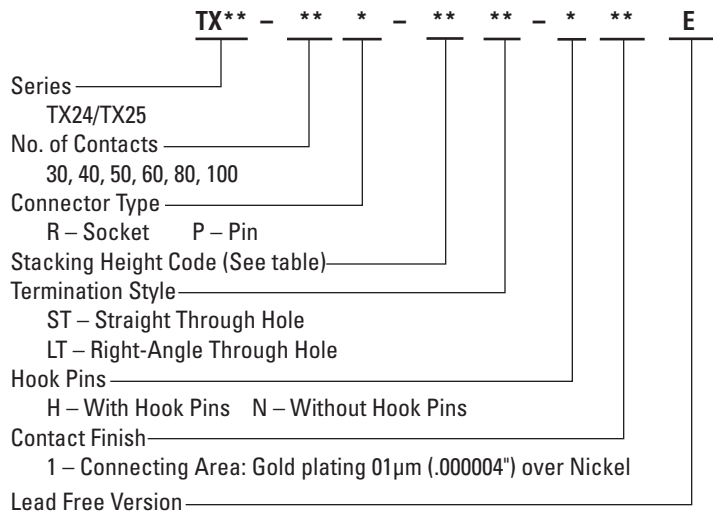 TX** – ** * – ** ** – * ** E
Series
TX24/TX25
No. of Contacts
30, 40, 50, 60, 80, 100
Connector Type
R – Socket P – Pin
Stacking Height Code (See table)
Termination Style
ST – Straight Through Hole
LT – Right-Angle Through Hole
Hook Pins
H – With Hook Pins N – Without Hook Pins
Contact Finish
1 – Connecting Area: Gold plating 01µm (.000004") over Nickel
Lead Free Version